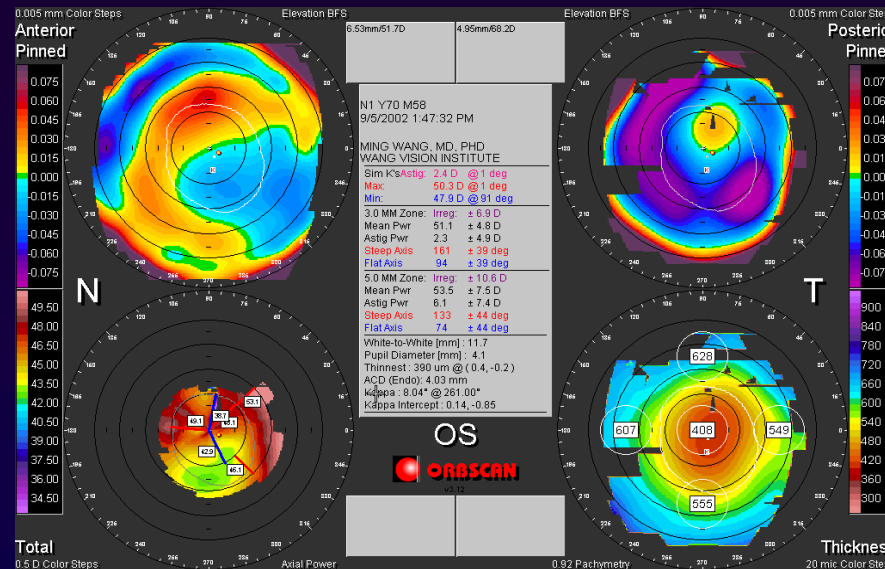 0.005 mm Color Steps
Elevation BFS
Elevation BFS
0.005 mm Color Steps
Anterior
Pinned
6.53mm/51.7D
4.95mm/68.2D
Posterio
Pinne
0.075
0.060
0.045
0.030
0.015
0.000
-0.015
-0.030
-0.045
-0.060
-0.075
N1 Y70 M58
9/5/2002 1:47:32 PM
MING WANG, MD, PHD
WANG VISION INSTITUTE
Sim K's Astig: 2.4 D @ 1 deg
Max: 50.3 D @ 1 deg
Min: 47.9 D @ 91 deg
3.0 MM Zone: Irreg: ± 6.9 D
Mean Pwr 51.1 ± 4.8 D
Astig Pwr 2.3 ± 4.9 D
Steep Axis 161 ± 39 deg
Flat Axis 94 ± 39 deg
5.0 MM Zone: Irreg: ± 10.6 D
Mean Pwr 53.5 ± 7.5 D
Astig Pwr 6.1 ± 7.4 D
Steep Axis 133 ± 44 deg
Flat Axis 74 ± 44 deg
White-to-White [mm] : 11.7
Pupil Diameter [mm] : 4.1
Thinnest : 390 um @ ( 0.4, -0.2 )
ACD (Endo): 4.03 mm
Kappa : 8.04° @ 261.00°
Kappa Intercept : 0.14, -0.85
N
T
OS
ORBSCAN
v3.12
49.50
48.00
46.50
45.00
43.50
42.00
40.50
39.00
37.50
36.00
34.50
49.1
38.7
53.1
42.9
46.1
628
607
408
549
555
900
840
780
720
660
600
540
480
420
360
300
Total
0.5 D Color Steps
Axial Power
0.92 Pachymetry
Thicknes
20 mic Color Ste